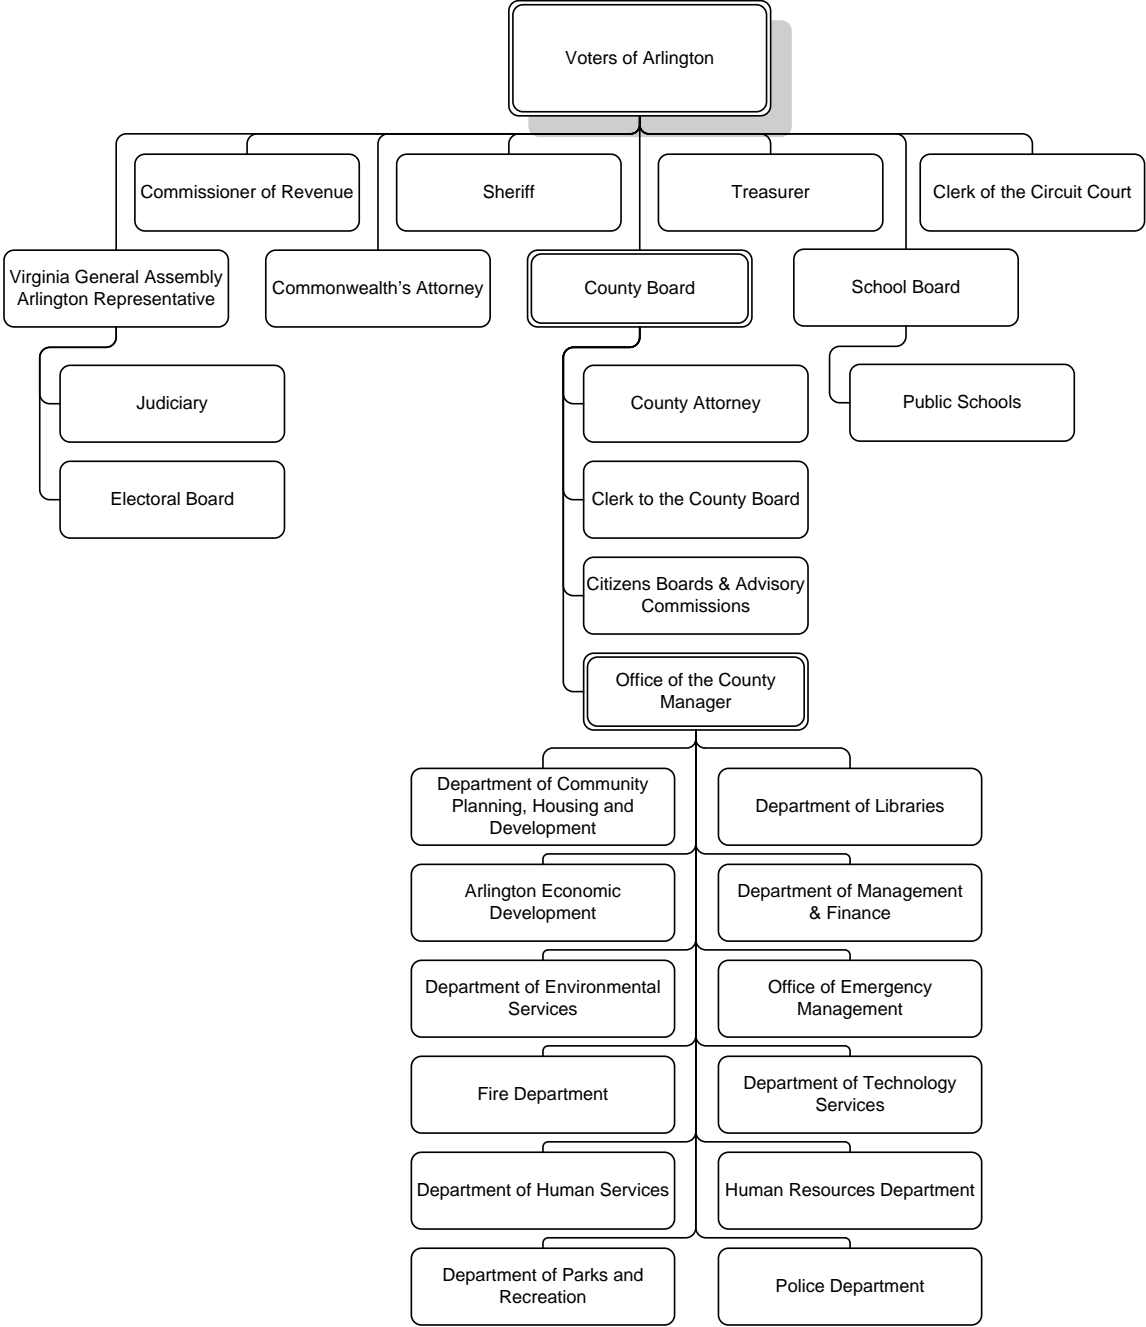 Voters of Arlington
Commissioner of Revenue
Sheriff
Treasurer
Clerk of the Circuit Court
Virginia General Assembly
Arlington Representative
Commonwealth’s Attorney
County Board
School Board
Judiciary
County Attorney
Public Schools
Electoral Board
Clerk to the County Board
Citizens Boards & Advisory
Commissions
Office of the County
Manager
Department of Community
Planning, Housing and
Development
Department of Libraries
Arlington Economic
Development
Department of Management
& Finance
Department of Environmental
Services
Office of Emergency
Management
Fire Department
Department of Technology
Services
Department of Human Services
Human Resources Department
Department of Parks and
Recreation
Police Department